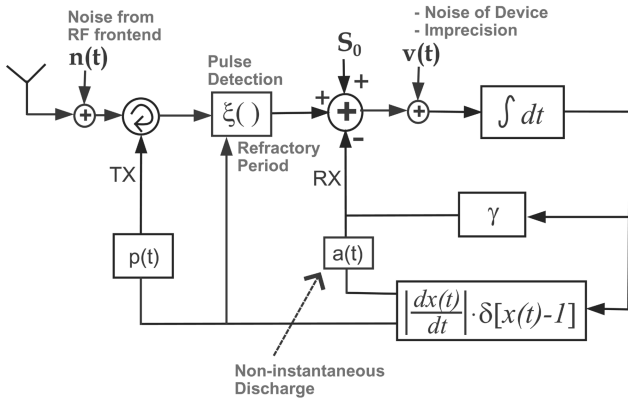 Noise from
RF frontend
n(t)
- Noise of Device
- Imprecision
S₀
v(t)
Pulse
Detection
+
+
+
ξ( )
+
+
∫ dt
-
Refractory
Period
TX
RX
γ
p(t)
a(t)
|dx(t)/dt| · δ[x(t)-1]
Non-instantaneous
Discharge